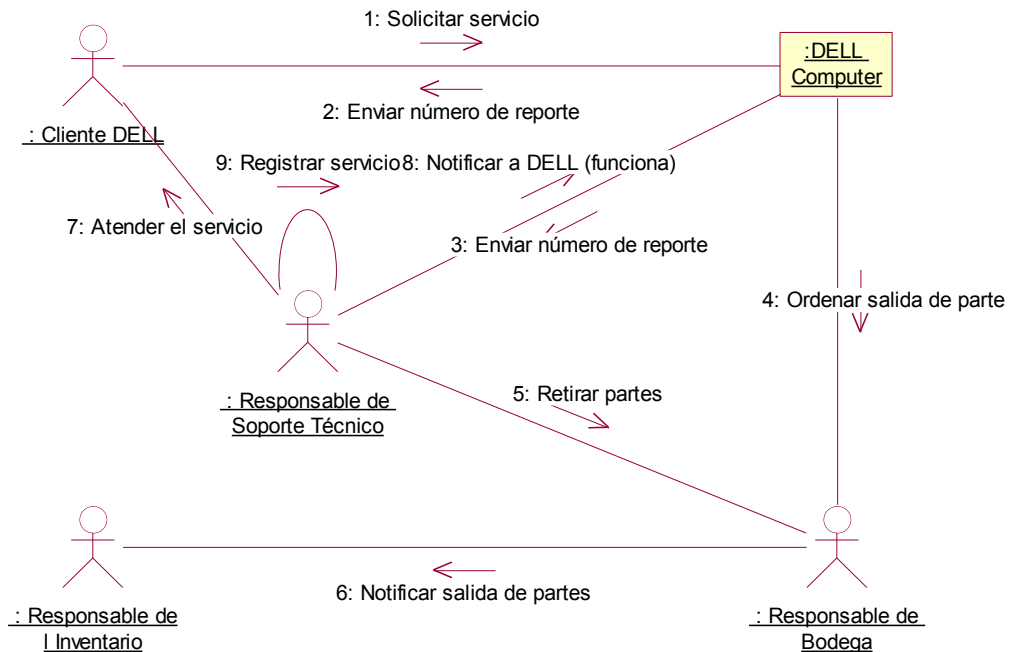 1: Solicitar servicio
:DELL
Computer
2: Enviar número de reporte
: Cliente DELL
9: Registrar servicio
8: Notificar a DELL (funciona)
7: Atender el servicio
3: Enviar número de reporte
4: Ordenar salida de parte
: Responsable de
Soporte Técnico
5: Retirar partes
6: Notificar salida de partes
: Responsable de
l Inventario
: Responsable de
Bodega